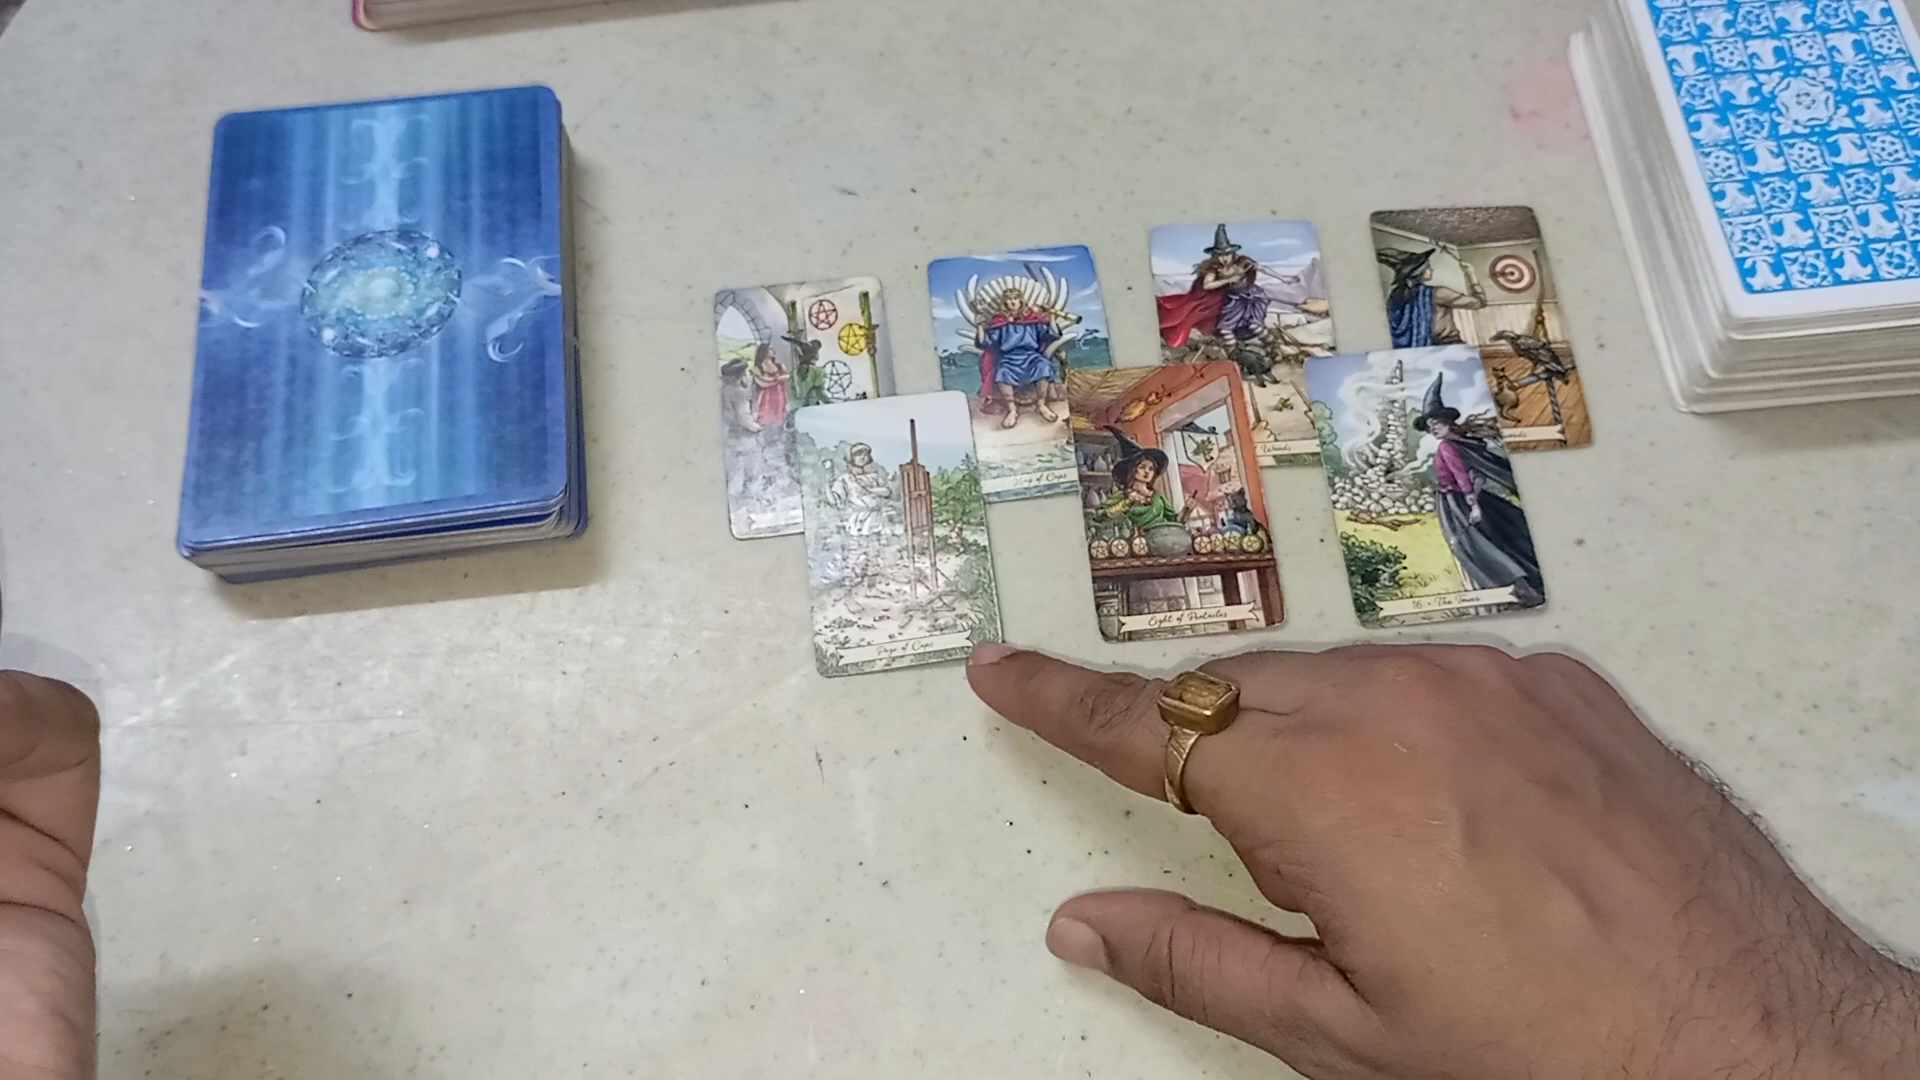 King of Cups
Wands
Page of Cups
Eight of Pentacles
16 - The Tower